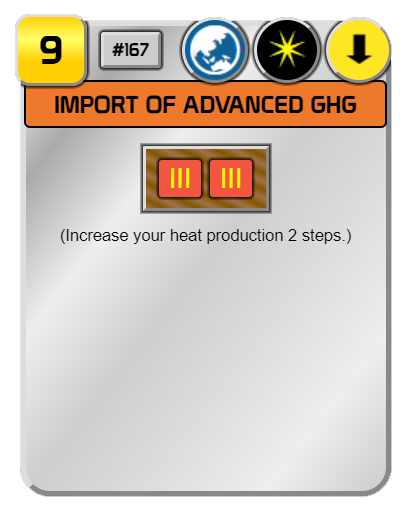 9
#167
IMPORT OF ADVANCED GHG
(Increase your heat production 2 steps.)